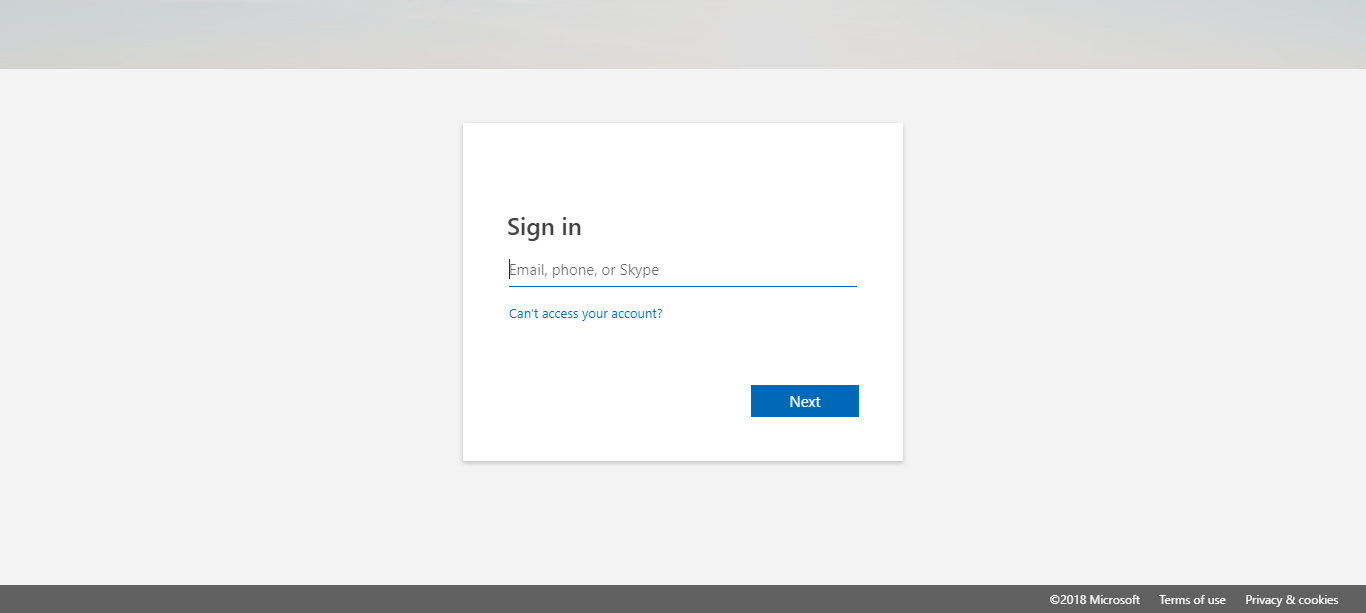 Sign in
Email, phone, or Skype
Can't access your account?
Next
©2018 Microsoft Terms of use Privacy & cookies